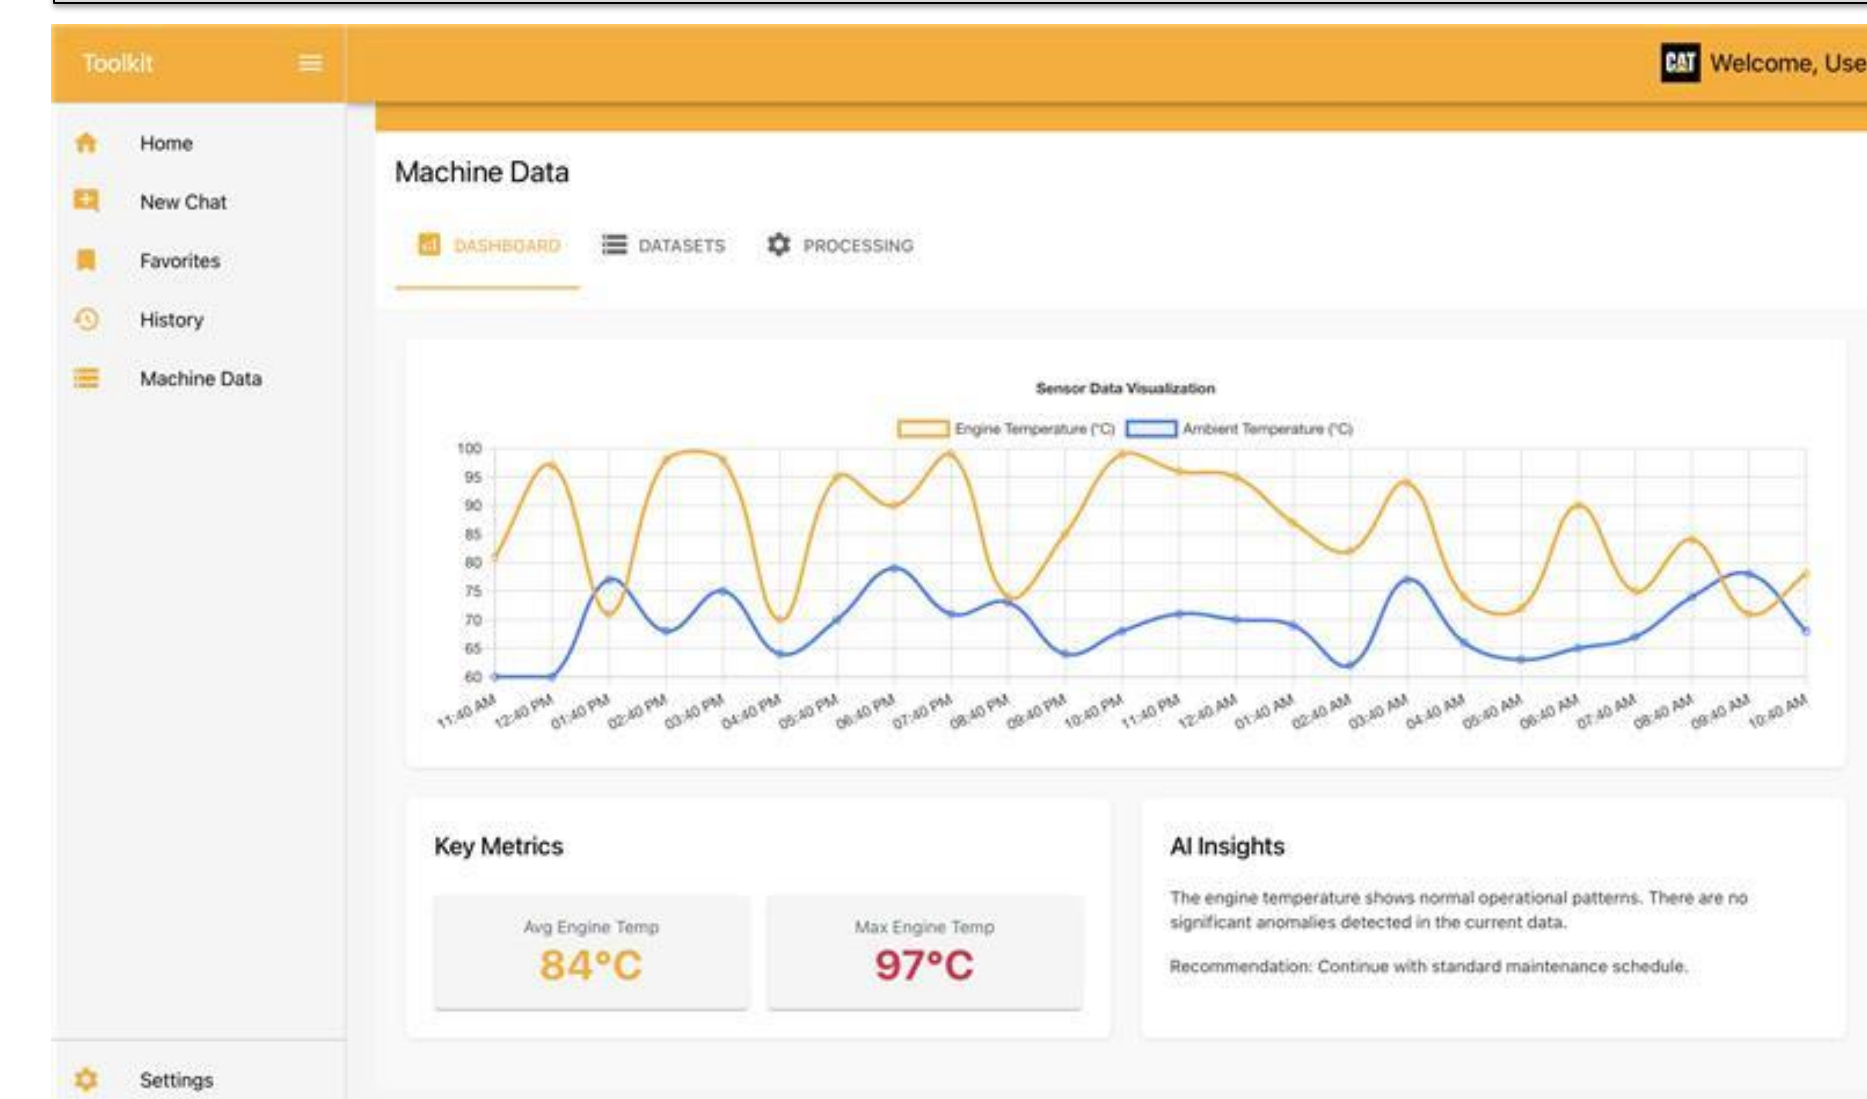 Toolkit
CAT Welcome, Use
Home
New Chat
Favorites
History
Machine Data
Settings
Machine Data
DASHBOARD
DATASETS
PROCESSING
Sensor Data Visualization
Engine Temperature (°C)
Ambient Temperature (°C)
100
95
90
85
80
75
70
65
60
11:40 AM
12:40 PM
01:40 PM
02:40 PM
03:40 PM
04:40 PM
05:40 PM
06:40 PM
07:40 PM
08:40 PM
09:40 PM
10:40 PM
11:40 PM
12:40 AM
01:40 AM
02:40 AM
03:40 AM
04:40 AM
05:40 AM
06:40 AM
07:40 AM
08:40 AM
09:40 AM
10:40 AM
Key Metrics
Avg Engine Temp
84°C
Max Engine Temp
97°C
AI Insights
The engine temperature shows normal operational patterns. There are no
significant anomalies detected in the current data.
Recommendation: Continue with standard maintenance schedule.